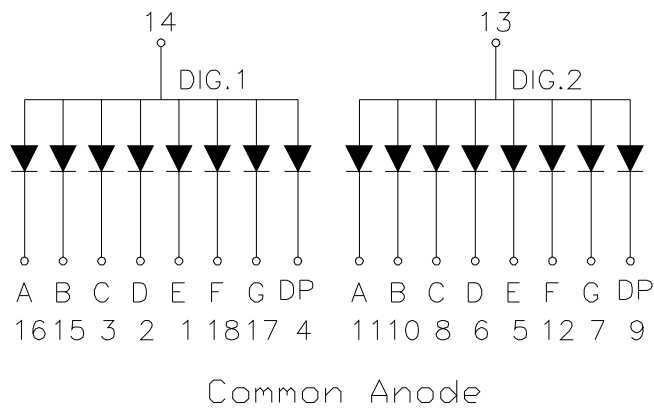 14 13
DIG.1 DIG.2
A B C D E F G DP A B C D E F G DP
16 15 3 2 1 18 17 4 11 10 8 6 5 12 7 9
Common Anode